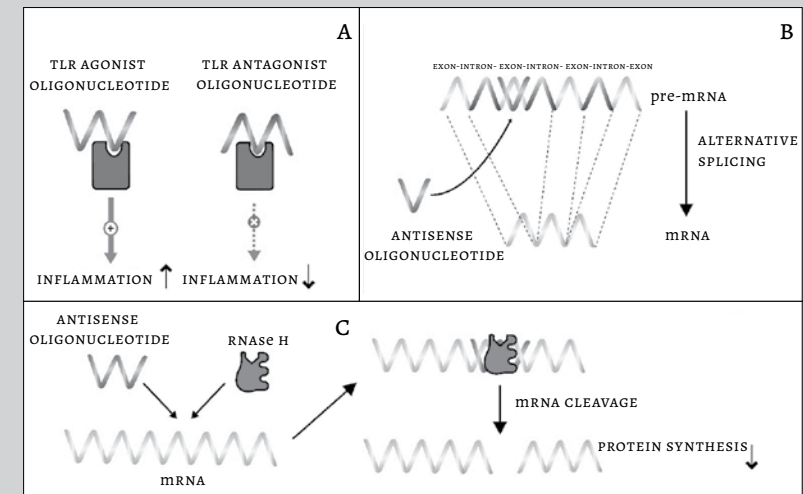 A
TLR AGONIST
OLIGONUCLEOTIDE
TLR ANTAGONIST
OLIGONUCLEOTIDE
+
x
INFLAMMATION
INFLAMMATION
B
EXON-INTRON- EXON-INTRON- EXON-INTRON-EXON
pre-mRNA
ALTERNATIVE
SPLICING
ANTISENSE
OLIGONUCLEOTIDE
mRNA
C
ANTISENSE
OLIGONUCLEOTIDE
RNAse H
mRNA
mRNA CLEAVAGE
PROTEIN SYNTHESIS